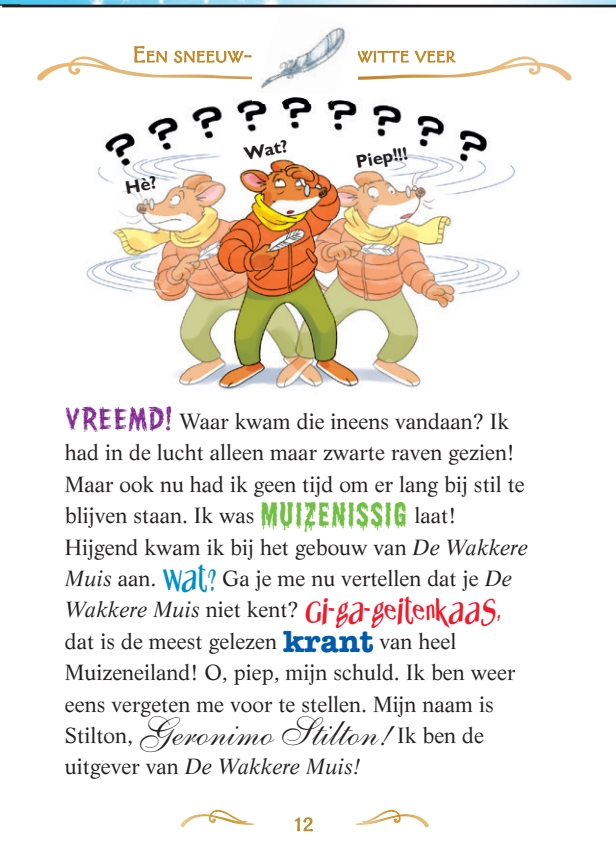 Een sneeuw- witte veer
? ? ? ? ? ? ? ? ?
Hè?
Wat?
Piep!!!
VREEMD! Waar kwam die ineens vandaan? Ik
had in de lucht alleen maar zwarte raven gezien!
Maar ook nu had ik geen tijd om er lang bij stil te
blijven staan. Ik was MUIZENISSIG laat!
Hijgend kwam ik bij het gebouw van De Wakkere
Muis aan. Wat? Ga je me nu vertellen dat je De
Wakkere Muis niet kent? Gi-ga-geitenkaas,
dat is de meest gelezen krant van heel
Muizeneiland! O, piep, mijn schuld. Ik ben weer
eens vergeten me voor te stellen. Mijn naam is
Stilton, Geronimo Stilton! Ik ben de
uitgever van De Wakkere Muis!
12